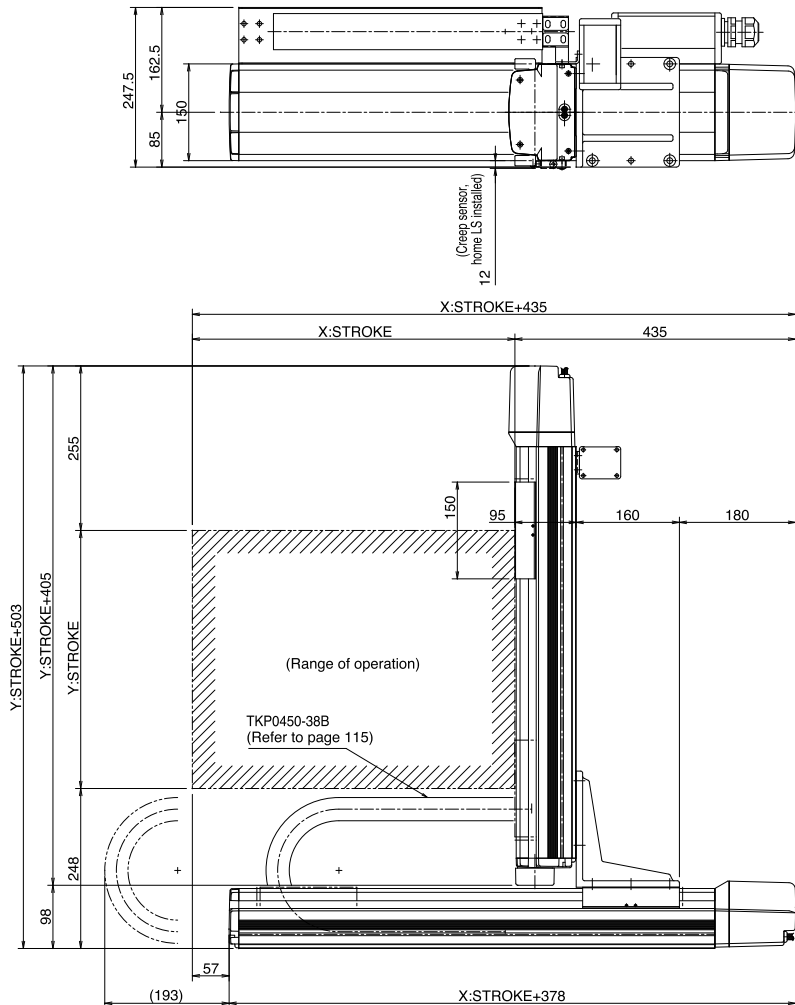 247.5
162.5
150
85
(Creep sensor,
home LS installed)
12
X:STROKE+435
X:STROKE
435
255
150
95
160
180
Y:STROKE+503
Y:STROKE+405
Y:STROKE
(Range of operation)
TKP0450-38B
(Refer to page 115)
248
98
57
(193)
X:STROKE+378